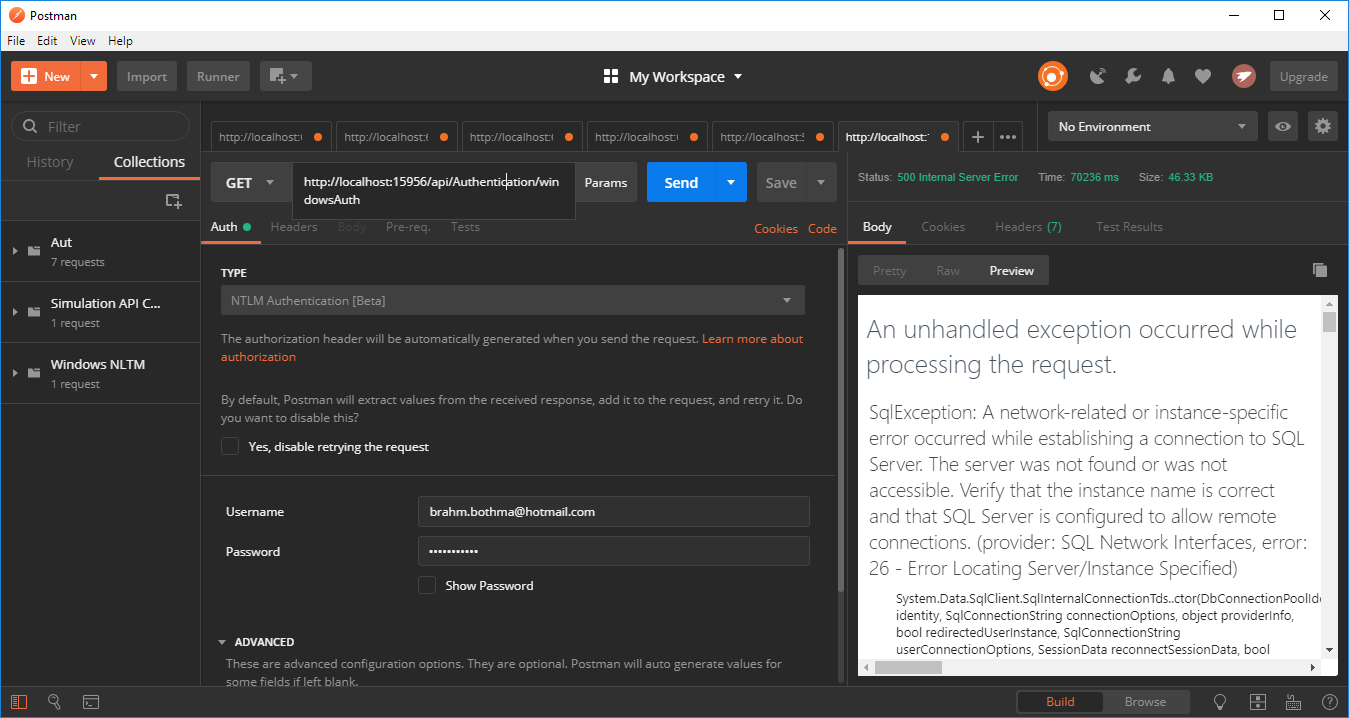 Postman
File Edit View Help
New Import Runner My Workspace Upgrade
Filter
History Collections
Aut
7 requests
Simulation API C...
1 request
Windows NLTM
1 request
http://localhost: http://localhost: http://localhost: http://localhost: http://localhost: http://localhost: + •••
No Environment
GET
http://localhost:15956/api/Authentication/win
dowsAuth
Params Send Save
Auth Headers Body Pre-req. Tests Cookies Code
TYPE
NTLM Authentication [Beta]
The authorization header will be automatically generated when you send the request. Learn more about
authorization
By default, Postman will extract values from the received response, add it to the request, and retry it. Do
you want to disable this?
Yes, disable retrying the request
Username brahm.bothma@hotmail.com
Password •••••••••••
Show Password
ADVANCED
These are advanced configuration options. They are optional. Postman will auto generate values for
some fields if left blank.
Status: 500 Internal Server Error Time: 70236 ms Size: 46.33 KB
Body Cookies Headers (7) Test Results
Pretty Raw Preview
An unhandled exception occurred while
processing the request.
SqlException: A network-related or instance-specific
error occurred while establishing a connection to SQL
Server. The server was not found or was not
accessible. Verify that the instance name is correct
and that SQL Server is configured to allow remote
connections. (provider: SQL Network Interfaces, error:
26 - Error Locating Server/Instance Specified)
System.Data.SqlClient.SqlInternalConnectionTds..ctor(DbConnectionPoolIde
identity, SqlConnectionString connectionOptions, object providerInfo,
bool redirectedUserInstance, SqlConnectionString
userConnectionOptions, SessionData reconnectSessionData, bool
Build Browse